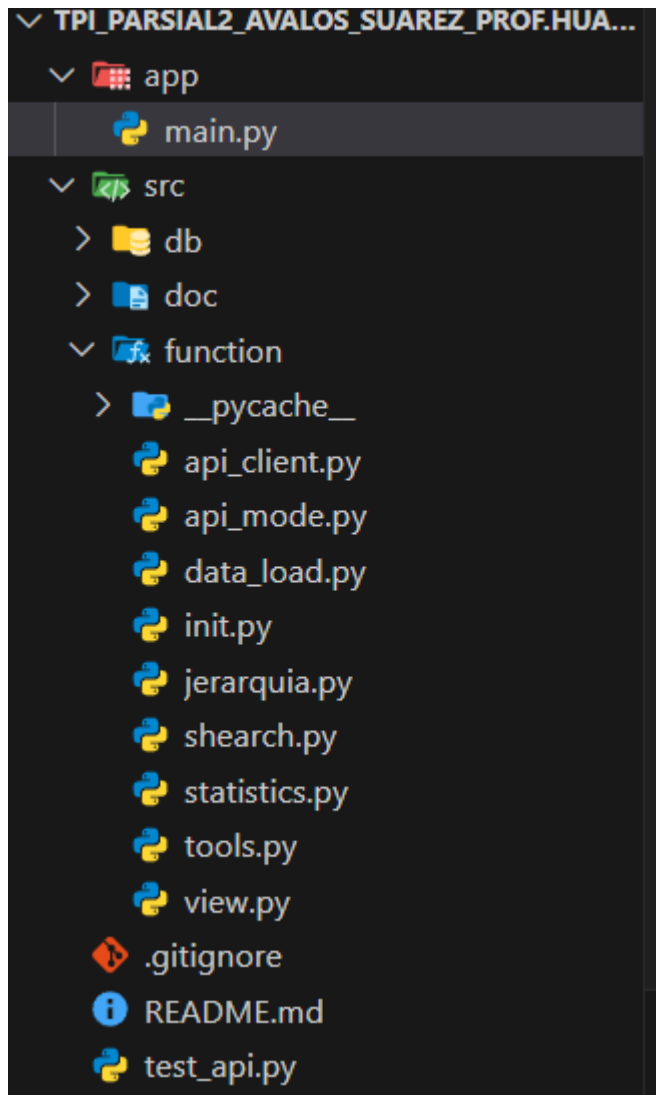 TPI_PARSIAL2_AVALOS_SUAREZ_PROF.HUA...
app
main.py
src
db
doc
function
__pycache__
api_client.py
api_mode.py
data_load.py
init.py
jerarquia.py
shearch.py
statistics.py
tools.py
view.py
.gitignore
README.md
test_api.py